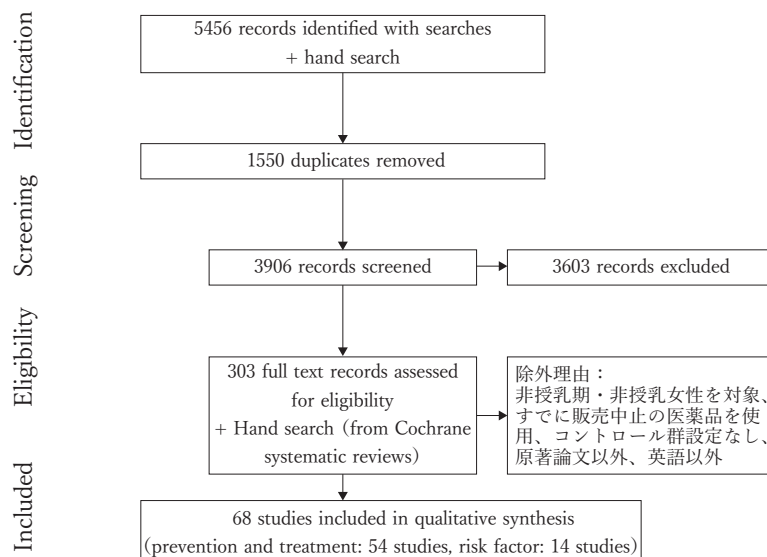 Identification
5456 records identified with searches
+ hand search
1550 duplicates removed
Screening
3906 records screened
3603 records excluded
Eligibility
303 full text records assessed
for eligibility
+ Hand search (from Cochrane
systematic reviews)
除外理由：
非授乳期・非授乳女性を対象、
すでに販売中止の医薬品を使
用、コントロール群設定なし、
原著論文以外、英語以外
Included
68 studies included in qualitative synthesis
(prevention and treatment: 54 studies, risk factor: 14 studies)